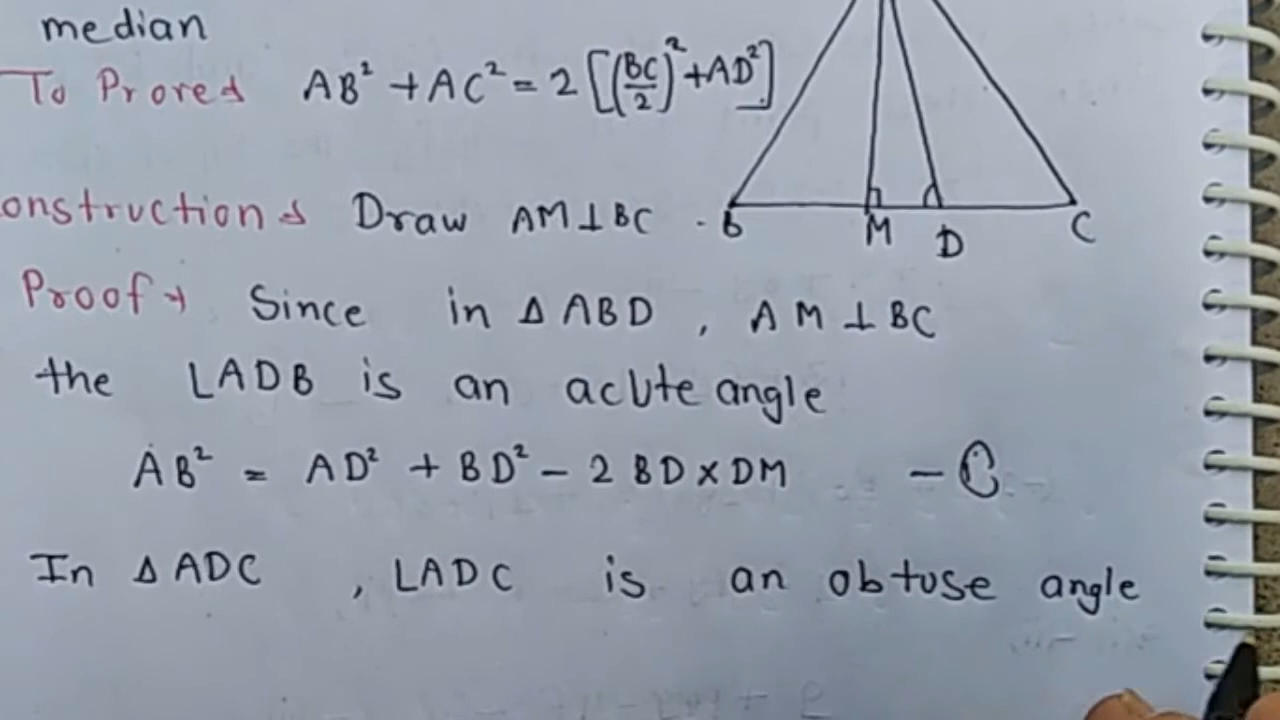 median
To Proved AB² + AC² = 2 [(BC/2)² + AD²]
onstruction Draw AM ⊥ BC .
B M D C
Proof Since in Δ ABD , AM ⊥ BC
the ∠ADB is an acute angle
AB² = AD² + BD² - 2 BD × DM
In Δ ADC , ∠ADC is an obtuse angle